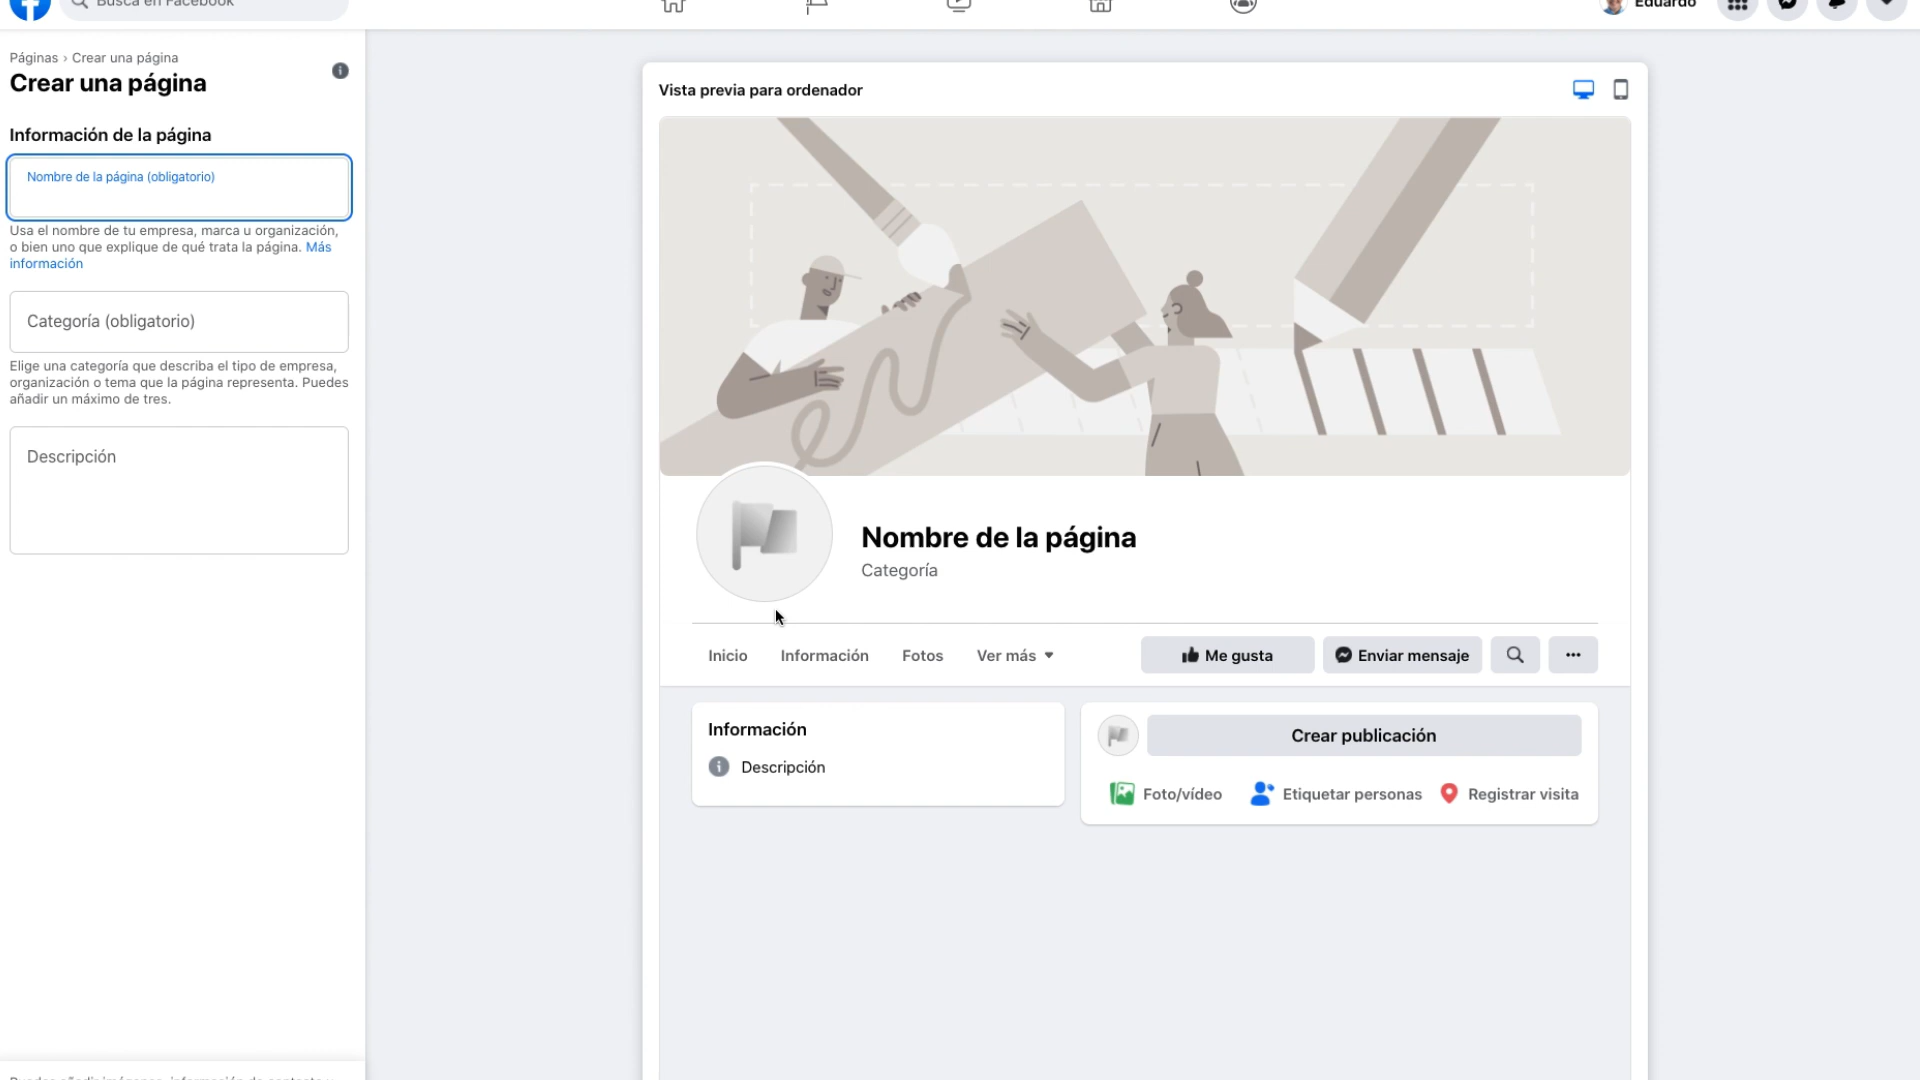 Busca en Facebook
Eduardo
Páginas › Crear una página
Crear una página
Información de la página
Nombre de la página (obligatorio)
Usa el nombre de tu empresa, marca u organización,
o bien uno que explique de qué trata la página. Más
información
Categoría (obligatorio)
Elige una categoría que describa el tipo de empresa,
organización o tema que la página representa. Puedes
añadir un máximo de tres.
Descripción
Vista previa para ordenador
Nombre de la página
Categoría
Inicio
Información
Fotos
Ver más
Me gusta
Enviar mensaje
Información
Descripción
Crear publicación
Foto/vídeo
Etiquetar personas
Registrar visita